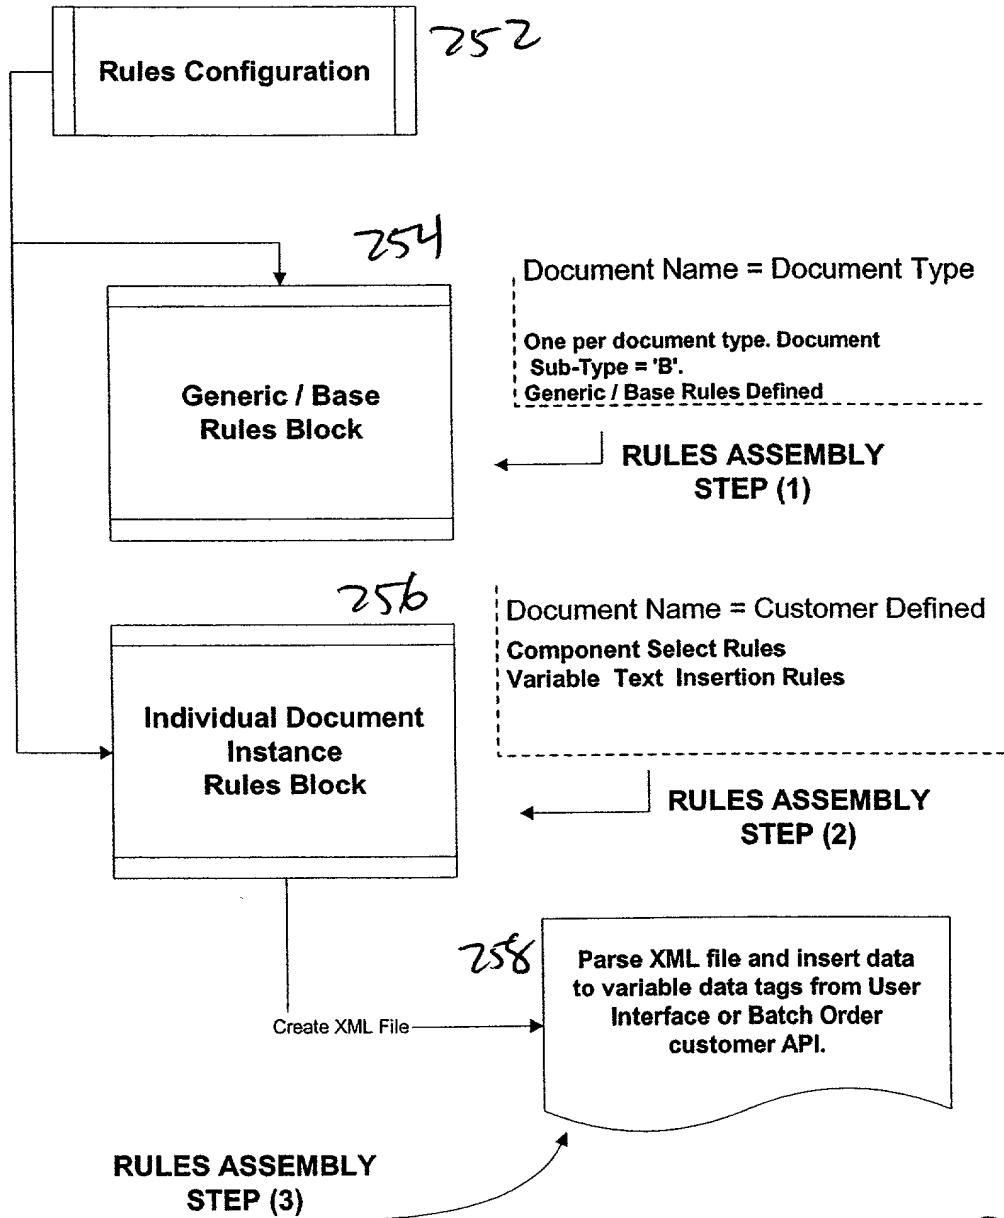 Rules Configuration
252
254
Generic / Base
Rules Block
Document Name = Document Type
One per document type. Document
Sub-Type = 'B'.
Generic / Base Rules Defined
RULES ASSEMBLY
STEP (1)
256
Individual Document
Instance
Rules Block
Document Name = Customer Defined
Component Select Rules
Variable Text Insertion Rules
RULES ASSEMBLY
STEP (2)
Create XML File
258
Parse XML file and insert data
to variable data tags from User
Interface or Batch Order
customer API.
RULES ASSEMBLY
STEP (3)